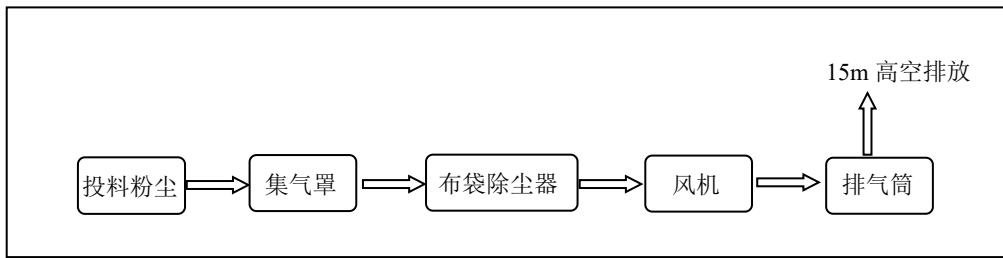 15m 高空排放
投料粉尘
集气罩
布袋除尘器
风机
排气筒